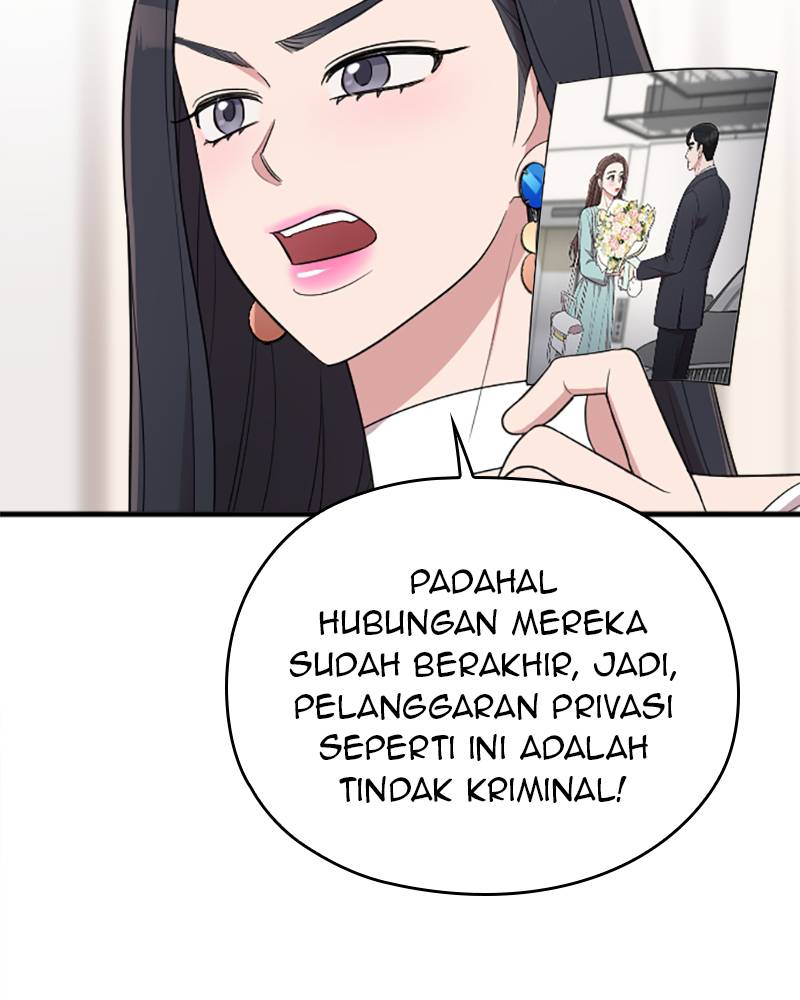 PADAHAL
HUBUNGAN MEREKA
SUDAH BERAKHIR, JADI,
PELANGGARAN PRIVASI
SEPERTI INI ADALAH
TINDAK KRIMINAL!